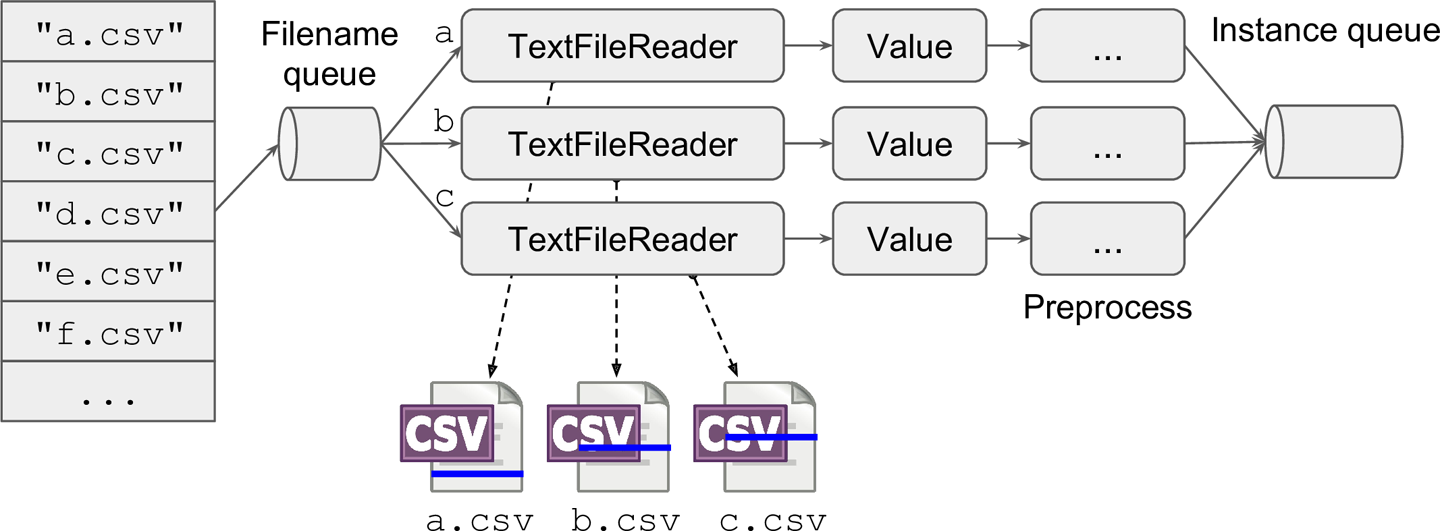 "a.csv"
"b.csv"
"c.csv"
"d.csv"
"e.csv"
"f.csv"
...
Filename
queue
a
TextFileReader
Value
...
b
TextFileReader
Value
...
c
TextFileReader
Value
...
Preprocess
Instance queue
CSV
CSV
CSV
a.csv
b.csv
c.csv